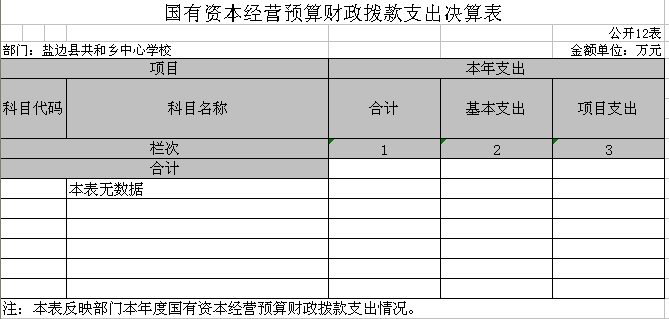 国有资本经营预算财政拨款支出决算表
公开12表
部门：盐边县共和乡中心学校 金额单位：万元
项目 本年支出
科目代码 科目名称 合计 基本支出 项目支出
栏次 1 2 3
合计
本表无数据
注：本表反映部门本年度国有资本经营预算财政拨款支出情况。